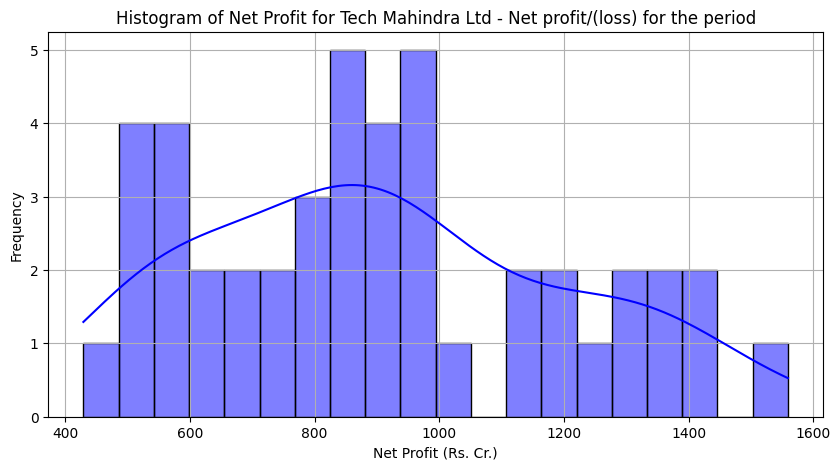 Histogram of Net Profit for Tech Mahindra Ltd - Net profit/(loss) for the period
5
4
3
2
1
0
Frequency
400 600 800 1000 1200 1400 1600
Net Profit (Rs. Cr.)